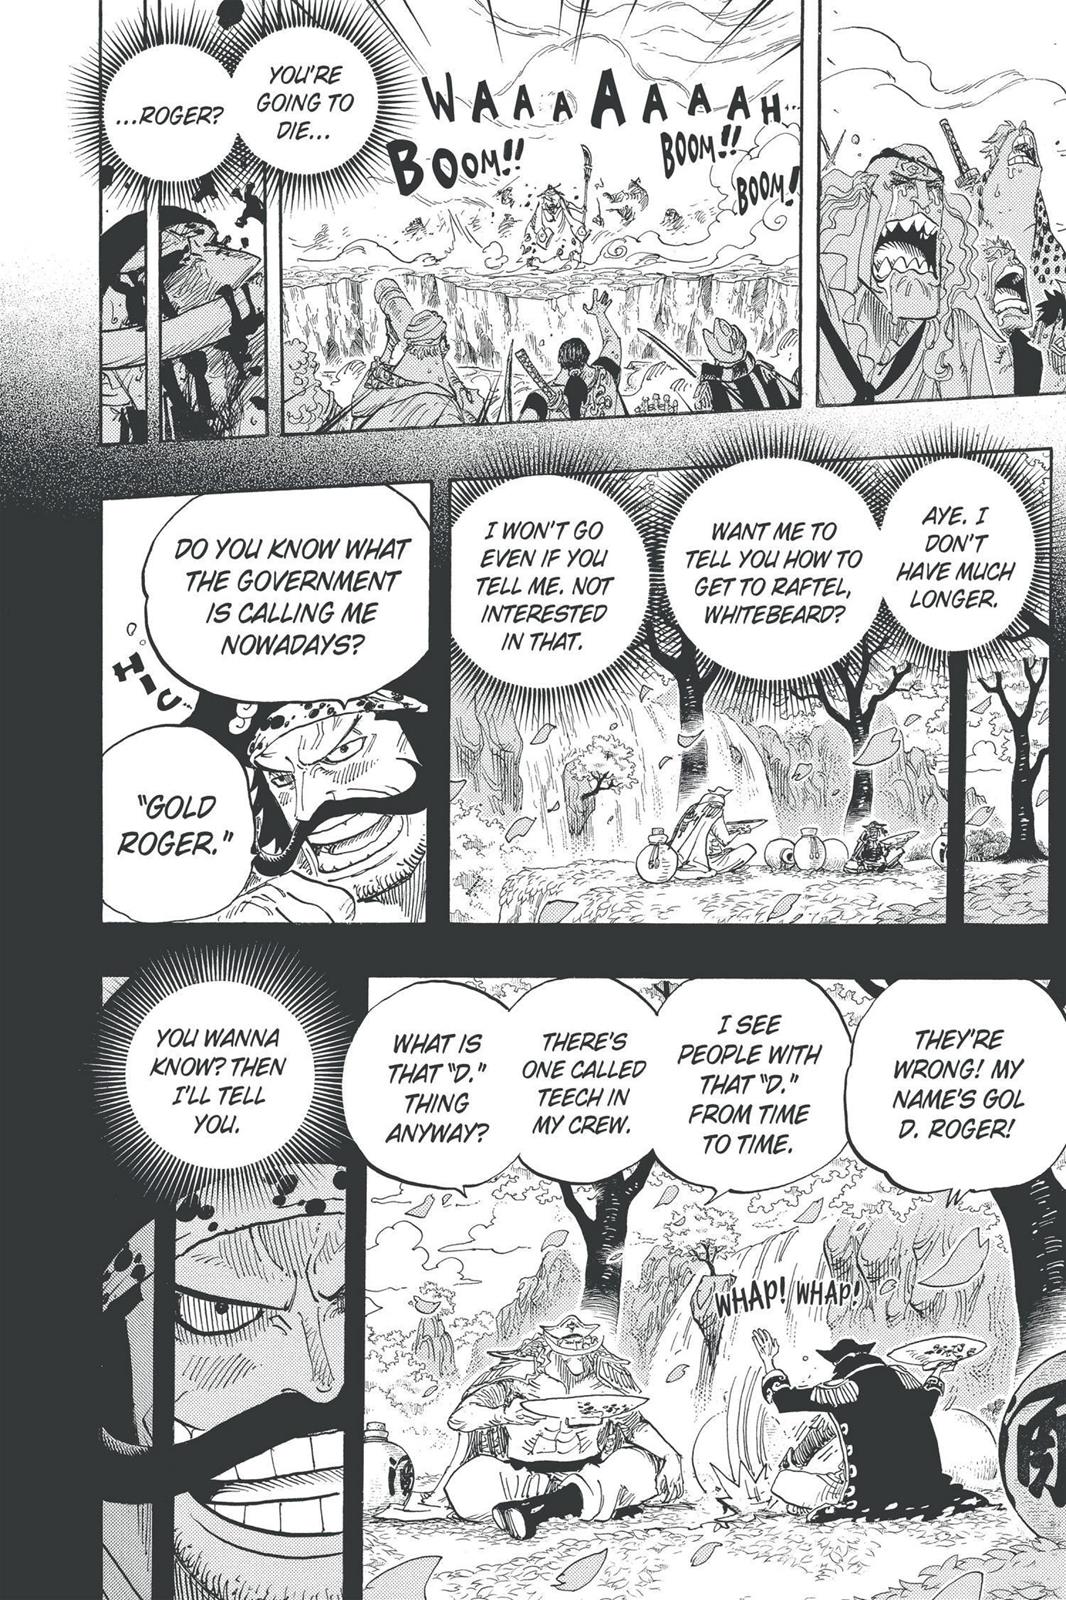 WAAAAAAAH...
BOOM!!
BOOM!!
BOOM!
YOU'RE
GOING TO
DIE...
...ROGER?
AYE. I
DON'T
HAVE MUCH
LONGER.
WANT ME TO
TELL YOU HOW TO
GET TO RAFTEL,
WHITEBEARD?
I WON'T GO
EVEN IF YOU
TELL ME. NOT
INTERESTED
IN THAT.
DO YOU KNOW WHAT
THE GOVERNMENT
IS CALLING ME
NOWADAYS?
"GOLD
ROGER."
THEY'RE
WRONG! MY
NAME'S GOL
D. ROGER!
WHAP! WHAP!
I SEE
PEOPLE WITH
THAT "D."
FROM TIME
TO TIME.
THERE'S
ONE CALLED
TEECH IN
MY CREW.
WHAT IS
THAT "D."
THING
ANYWAY?
YOU WANNA
KNOW? THEN
I'LL TELL
YOU.